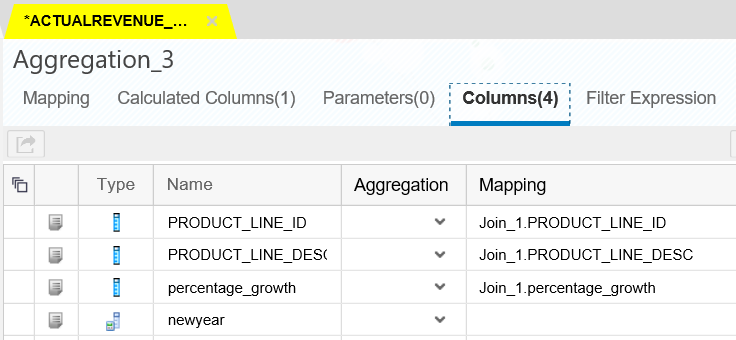 *ACTUALREVENUE_...
Aggregation_3
Mapping Calculated Columns(1) Parameters(0) Columns(4) Filter Expression
Type Name Aggregation Mapping
PRODUCT_LINE_ID Join_1.PRODUCT_LINE_ID
PRODUCT_LINE_DESC Join_1.PRODUCT_LINE_DESC
percentage_growth Join_1.percentage_growth
newyear